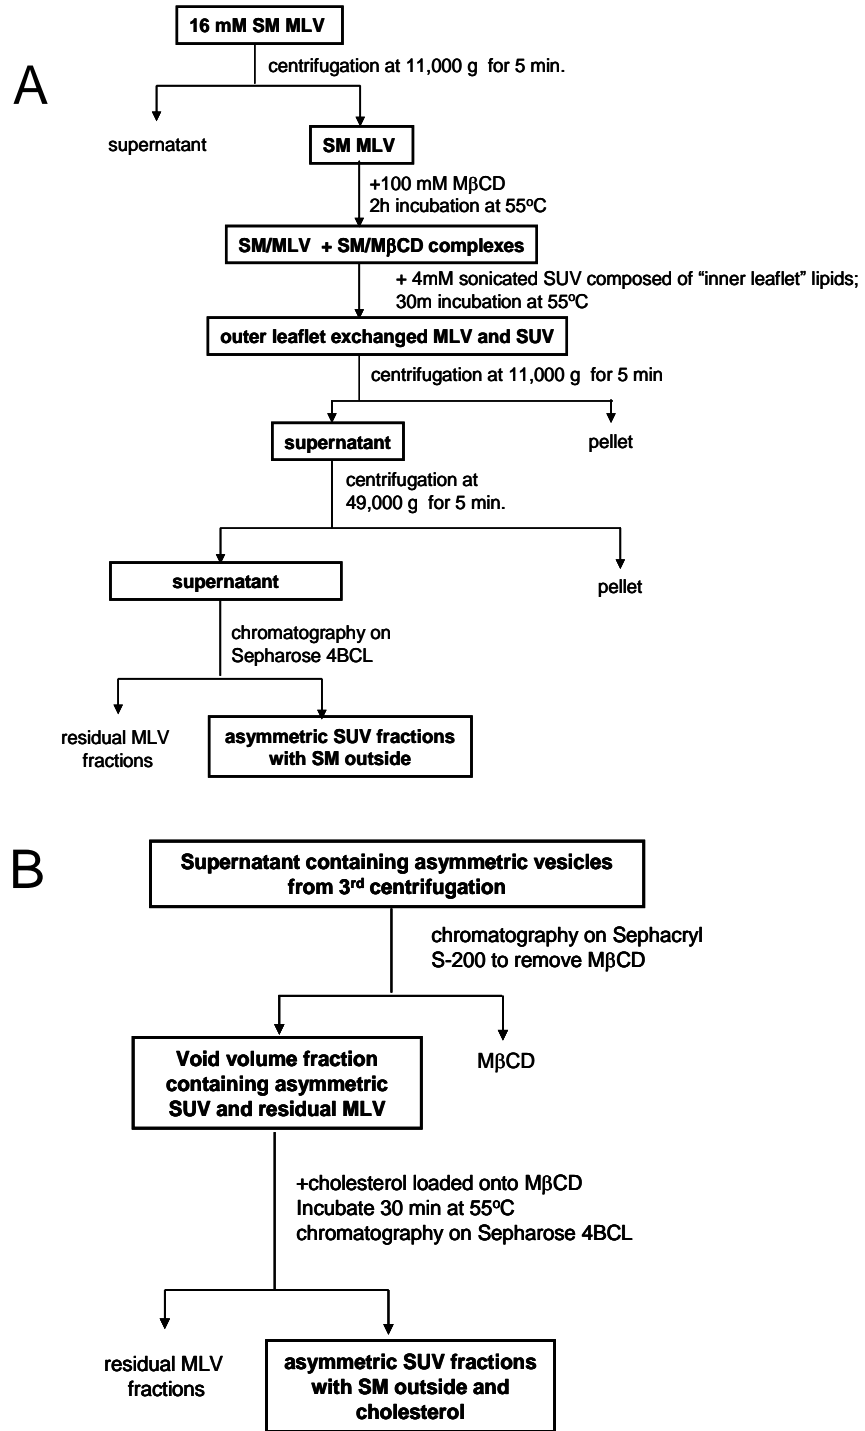 A
16 mM SM MLV
centrifugation at 11,000 g for 5 min.
supernatant
SM MLV
+100 mM MβCD
2h incubation at 55ºC
SM/MLV + SM/MβCD complexes
+ 4mM sonicated SUV composed of “inner leaflet” lipids;
30m incubation at 55ºC
outer leaflet exchanged MLV and SUV
centrifugation at 11,000 g for 5 min
supernatant
pellet
centrifugation at
49,000 g for 5 min.
supernatant
pellet
chromatography on
Sepharose 4BCL
residual MLV
fractions
asymmetric SUV fractions
with SM outside
B
Supernatant containing asymmetric vesicles
from 3rd centrifugation
chromatography on Sephacryl
S-200 to remove MβCD
Void volume fraction
containing asymmetric
SUV and residual MLV
MβCD
+cholesterol loaded onto MβCD
Incubate 30 min at 55ºC
chromatography on Sepharose 4BCL
residual MLV
fractions
asymmetric SUV fractions
with SM outside and
cholesterol